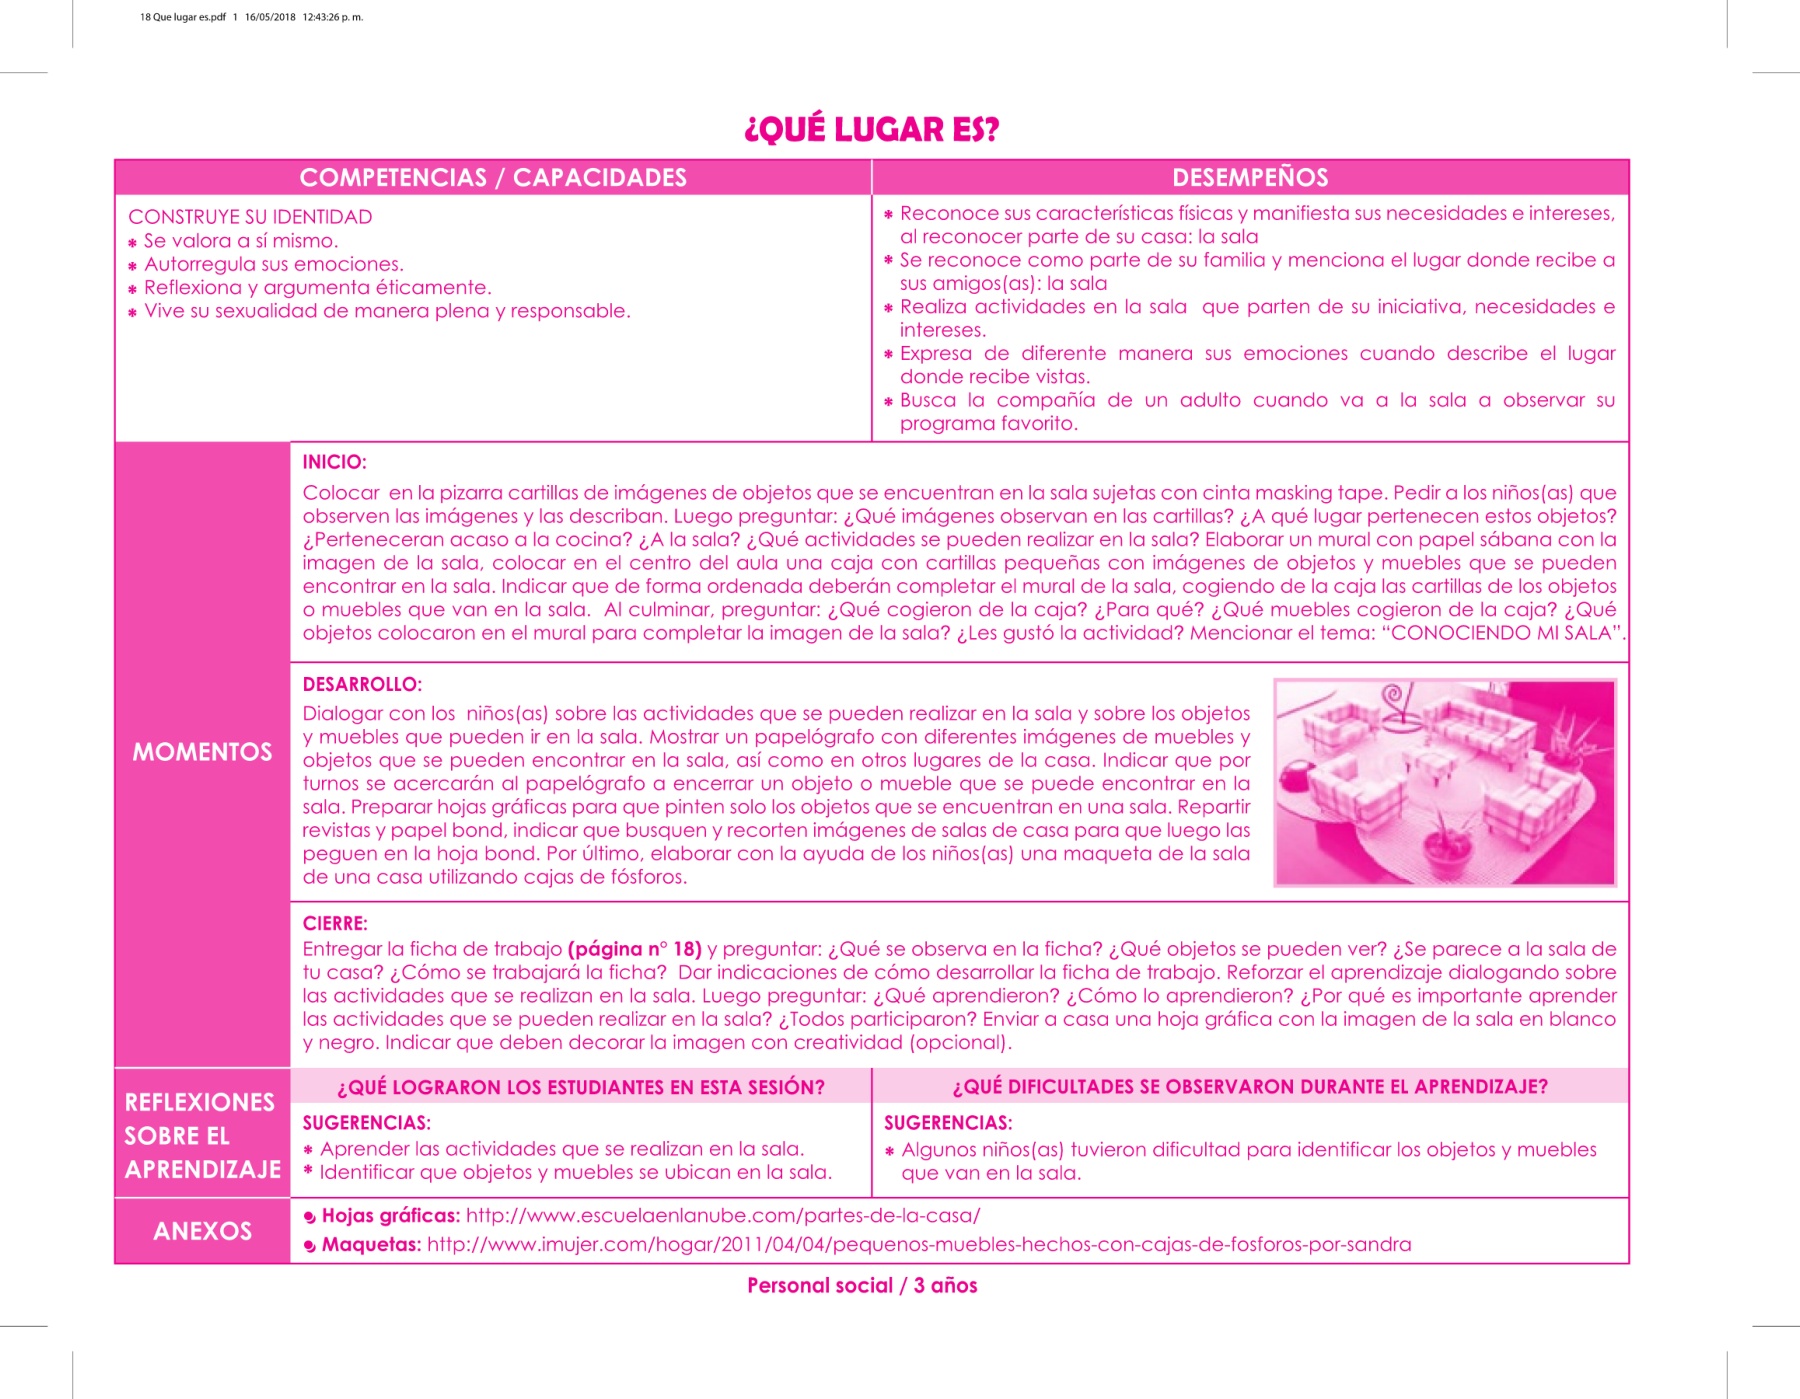 18 Que lugar es.pdf 1 16/05/2018 12:43:26 p. m.
¿QUÉ LUGAR ES?
COMPETENCIAS / CAPACIDADES
CONSTRUYE SU IDENTIDAD
* Se valora a sí mismo.
* Autorregula sus emociones.
* Reflexiona y argumenta éticamente.
* Vive su sexualidad de manera plena y responsable.
DESEMPEÑOS
* Reconoce sus características físicas y manifiesta sus necesidades e intereses,
al reconocer parte de su casa: la sala
* Se reconoce como parte de su familia y menciona el lugar donde recibe a
sus amigos(as): la sala
* Realiza actividades en la sala que parten de su iniciativa, necesidades e
intereses.
* Expresa de diferente manera sus emociones cuando describe el lugar
donde recibe vistas.
* Busca la compañía de un adulto cuando va a la sala a observar su
programa favorito.
MOMENTOS
INICIO:
Colocar en la pizarra cartillas de imágenes de objetos que se encuentran en la sala sujetas con cinta masking tape. Pedir a los niños(as) que
observen las imágenes y las describan. Luego preguntar: ¿Qué imágenes observan en las cartillas? ¿A qué lugar pertenecen estos objetos?
¿Perteneceran acaso a la cocina? ¿A la sala? ¿Qué actividades se pueden realizar en la sala? Elaborar un mural con papel sábana con la
imagen de la sala, colocar en el centro del aula una caja con cartillas pequeñas con imágenes de objetos y muebles que se pueden
encontrar en la sala. Indicar que de forma ordenada deberán completar el mural de la sala, cogiendo de la caja las cartillas de los objetos
o muebles que van en la sala. Al culminar, preguntar: ¿Qué cogieron de la caja? ¿Para qué? ¿Qué muebles cogieron de la caja? ¿Qué
objetos colocaron en el mural para completar la imagen de la sala? ¿Les gustó la actividad? Mencionar el tema: “CONOCIENDO MI SALA”.
DESARROLLO:
Dialogar con los niños(as) sobre las actividades que se pueden realizar en la sala y sobre los objetos
y muebles que pueden ir en la sala. Mostrar un papelógrafo con diferentes imágenes de muebles y
objetos que se pueden encontrar en la sala, así como en otros lugares de la casa. Indicar que por
turnos se acercarán al papelógrafo a encerrar un objeto o mueble que se puede encontrar en la
sala. Preparar hojas gráficas para que pinten solo los objetos que se encuentran en una sala. Repartir
revistas y papel bond, indicar que busquen y recorten imágenes de salas de casa para que luego las
peguen en la hoja bond. Por último, elaborar con la ayuda de los niños(as) una maqueta de la sala
de una casa utilizando cajas de fósforos.
CIERRE:
Entregar la ficha de trabajo (página n° 18) y preguntar: ¿Qué se observa en la ficha? ¿Qué objetos se pueden ver? ¿Se parece a la sala de
tu casa? ¿Cómo se trabajará la ficha? Dar indicaciones de cómo desarrollar la ficha de trabajo. Reforzar el aprendizaje dialogando sobre
las actividades que se realizan en la sala. Luego preguntar: ¿Qué aprendieron? ¿Cómo lo aprendieron? ¿Por qué es importante aprender
las actividades que se pueden realizar en la sala? ¿Todos participaron? Enviar a casa una hoja gráfica con la imagen de la sala en blanco
y negro. Indicar que deben decorar la imagen con creatividad (opcional).
REFLEXIONES
SOBRE EL
APRENDIZAJE
¿QUÉ LOGRARON LOS ESTUDIANTES EN ESTA SESIÓN?
SUGERENCIAS:
* Aprender las actividades que se realizan en la sala.
* Identificar que objetos y muebles se ubican en la sala.
¿QUÉ DIFICULTADES SE OBSERVARON DURANTE EL APRENDIZAJE?
SUGERENCIAS:
* Algunos niños(as) tuvieron dificultad para identificar los objetos y muebles
que van en la sala.
ANEXOS
Hojas gráficas: http://www.escuelaenlanube.com/partes-de-la-casa/
Maquetas: http://www.imujer.com/hogar/2011/04/04/pequenos-muebles-hechos-con-cajas-de-fosforos-por-sandra
Personal social / 3 años